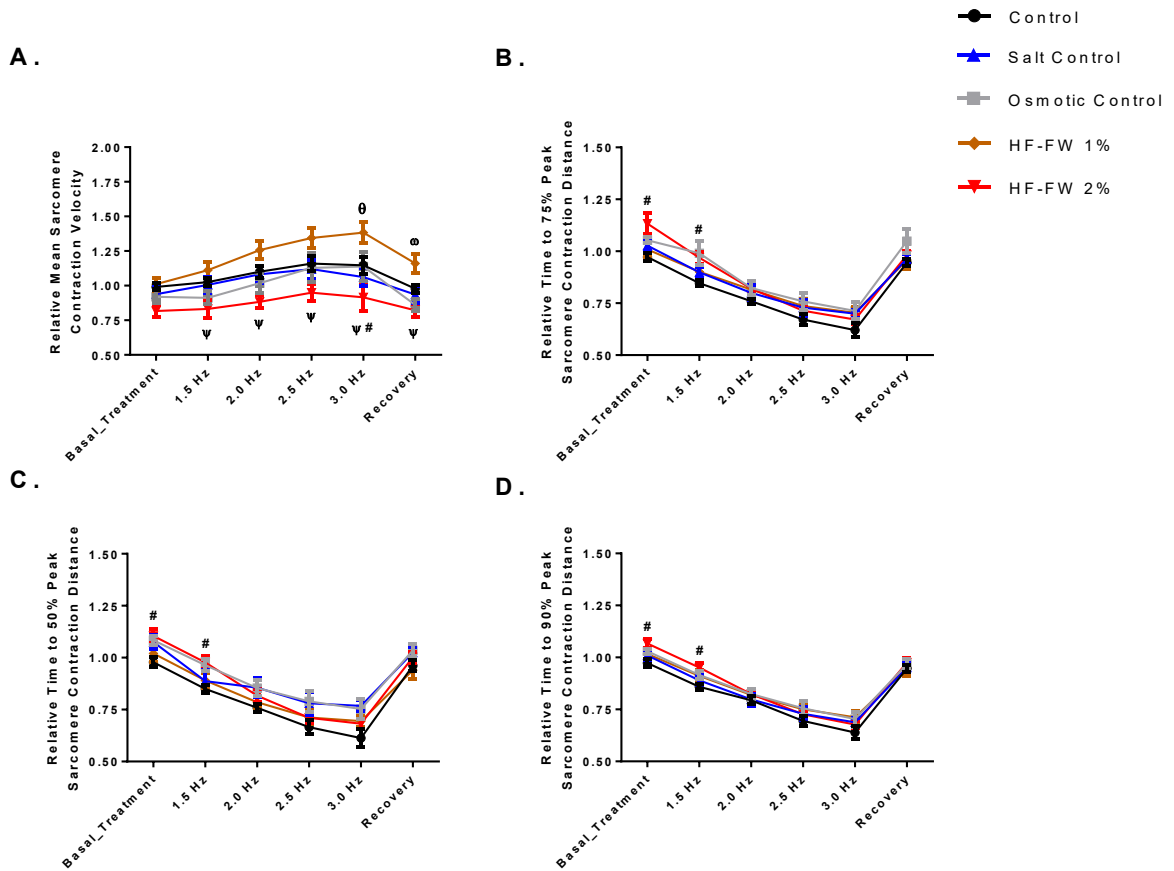 Control
Salt Control
Osmotic Control
HF-FW 1%
HF-FW 2%
A.
Relative Mean Sarcomere
Contraction Velocity
2.00
1.75
1.50
1.25
1.00
0.75
0.50
θ
ω
ψ
ψ
ψ
ψ #
ψ
Basal_Treatment
1.5 Hz
2.0 Hz
2.5 Hz
3.0 Hz
Recovery
B.
Relative Time to 75% Peak
Sarcomere Contraction Distance
1.50
1.25
1.00
0.75
0.50
#
#
Basal_Treatment
1.5 Hz
2.0 Hz
2.5 Hz
3.0 Hz
Recovery
C.
Relative Time to 50% Peak
Sarcomere Contraction Distance
1.50
1.25
1.00
0.75
0.50
#
#
Basal_Treatment
1.5 Hz
2.0 Hz
2.5 Hz
3.0 Hz
Recovery
D.
Relative Time to 90% Peak
Sarcomere Contraction Distance
1.50
1.25
1.00
0.75
0.50
#
#
Basal_Treatment
1.5 Hz
2.0 Hz
2.5 Hz
3.0 Hz
Recovery